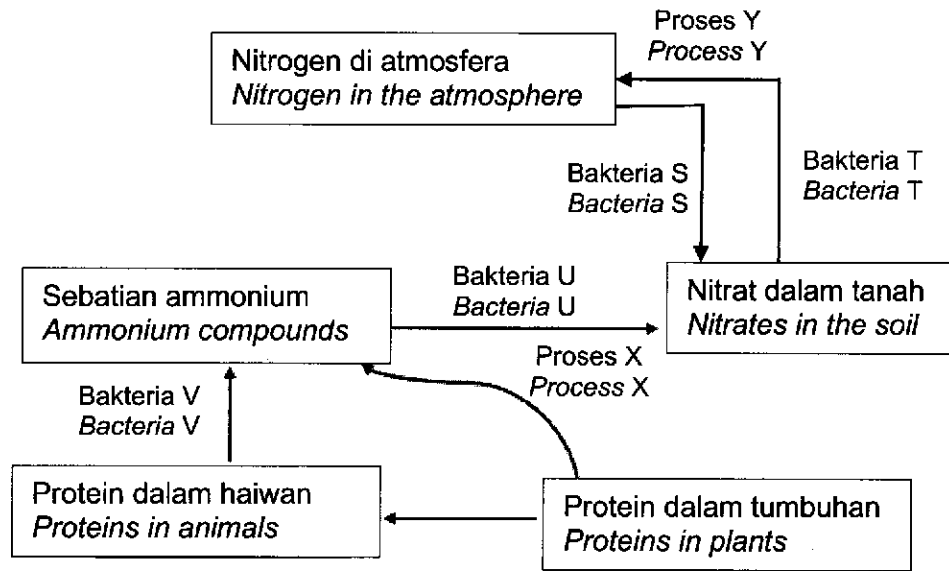 Proses Y
Process Y
Nitrogen di atmosfera
Nitrogen in the atmosphere
Bakteria S
Bacteria S
Bakteria T
Bacteria T
Sebatian ammonium
Ammonium compounds
Bakteria U
Bacteria U
Proses X
Process X
Nitrat dalam tanah
Nitrates in the soil
Bakteria V
Bacteria V
Protein dalam haiwan
Proteins in animals
Protein dalam tumbuhan
Proteins in plants